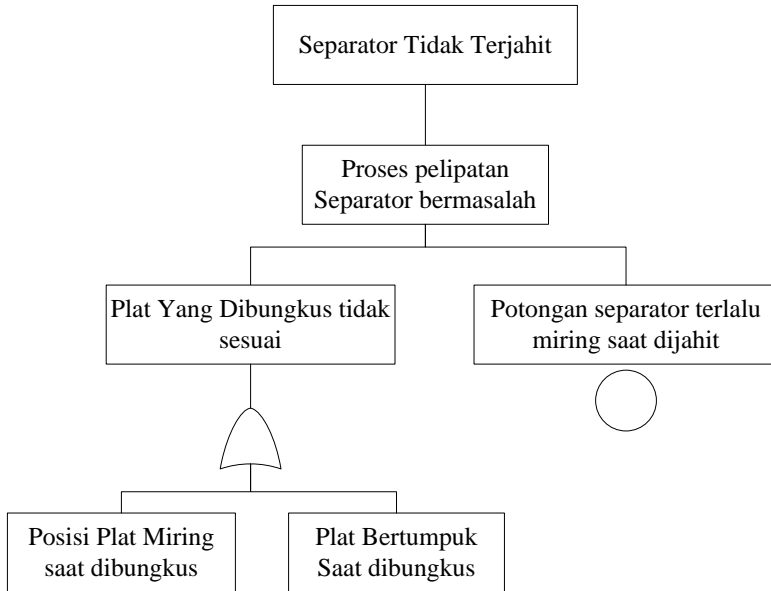 Separator Tidak Terjahit
Proses pelipatan
Separator bermasalah
Plat Yang Dibungkus tidak
sesuai
Potongan separator terlalu
miring saat dijahit
Posisi Plat Miring
saat dibungkus
Plat Bertumpuk
Saat dibungkus